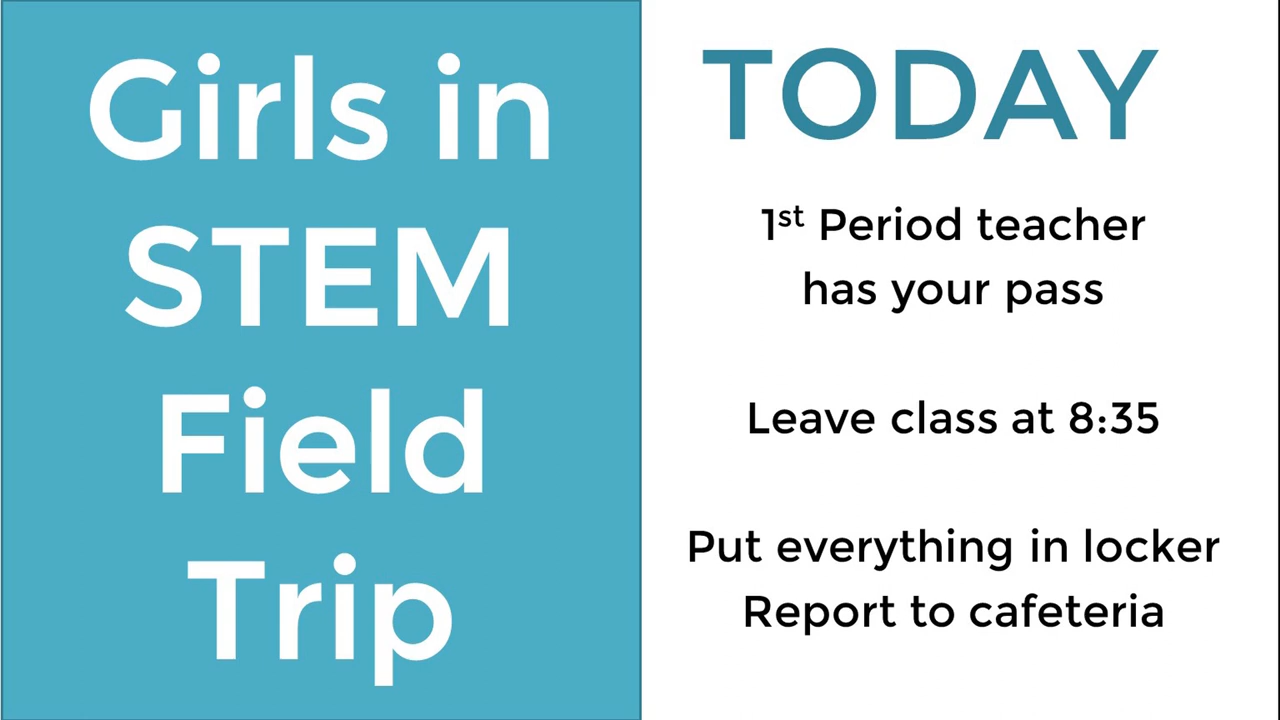 Girls in
STEM
Field
Trip
TODAY
1st Period teacher
has your pass
Leave class at 8:35
Put everything in locker
Report to cafeteria